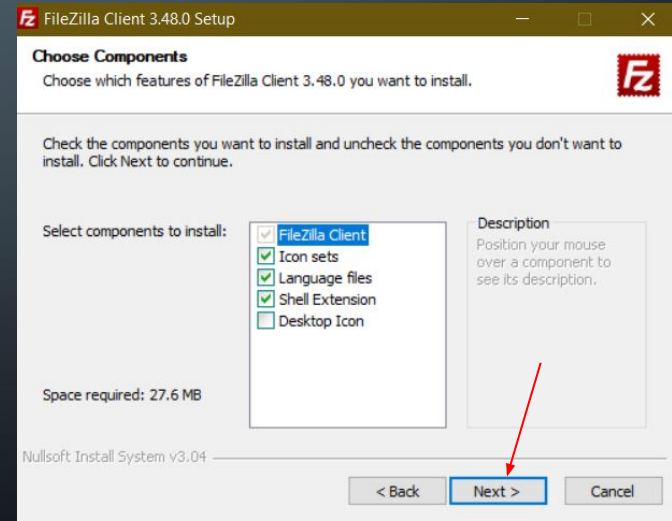 FileZilla Client 3.48.0 Setup
Choose Components
Choose which features of FileZilla Client 3.48.0 you want to install.
Fz
Check the components you want to install and uncheck the components you don't want to
install. Click Next to continue.
Select components to install:
FileZilla Client
Icon sets
Language files
Shell Extension
Desktop Icon
Description
Position your mouse
over a component to
see its description.
Space required: 27.6 MB
Nullsoft Install System v3.04
< Back
Next >
Cancel